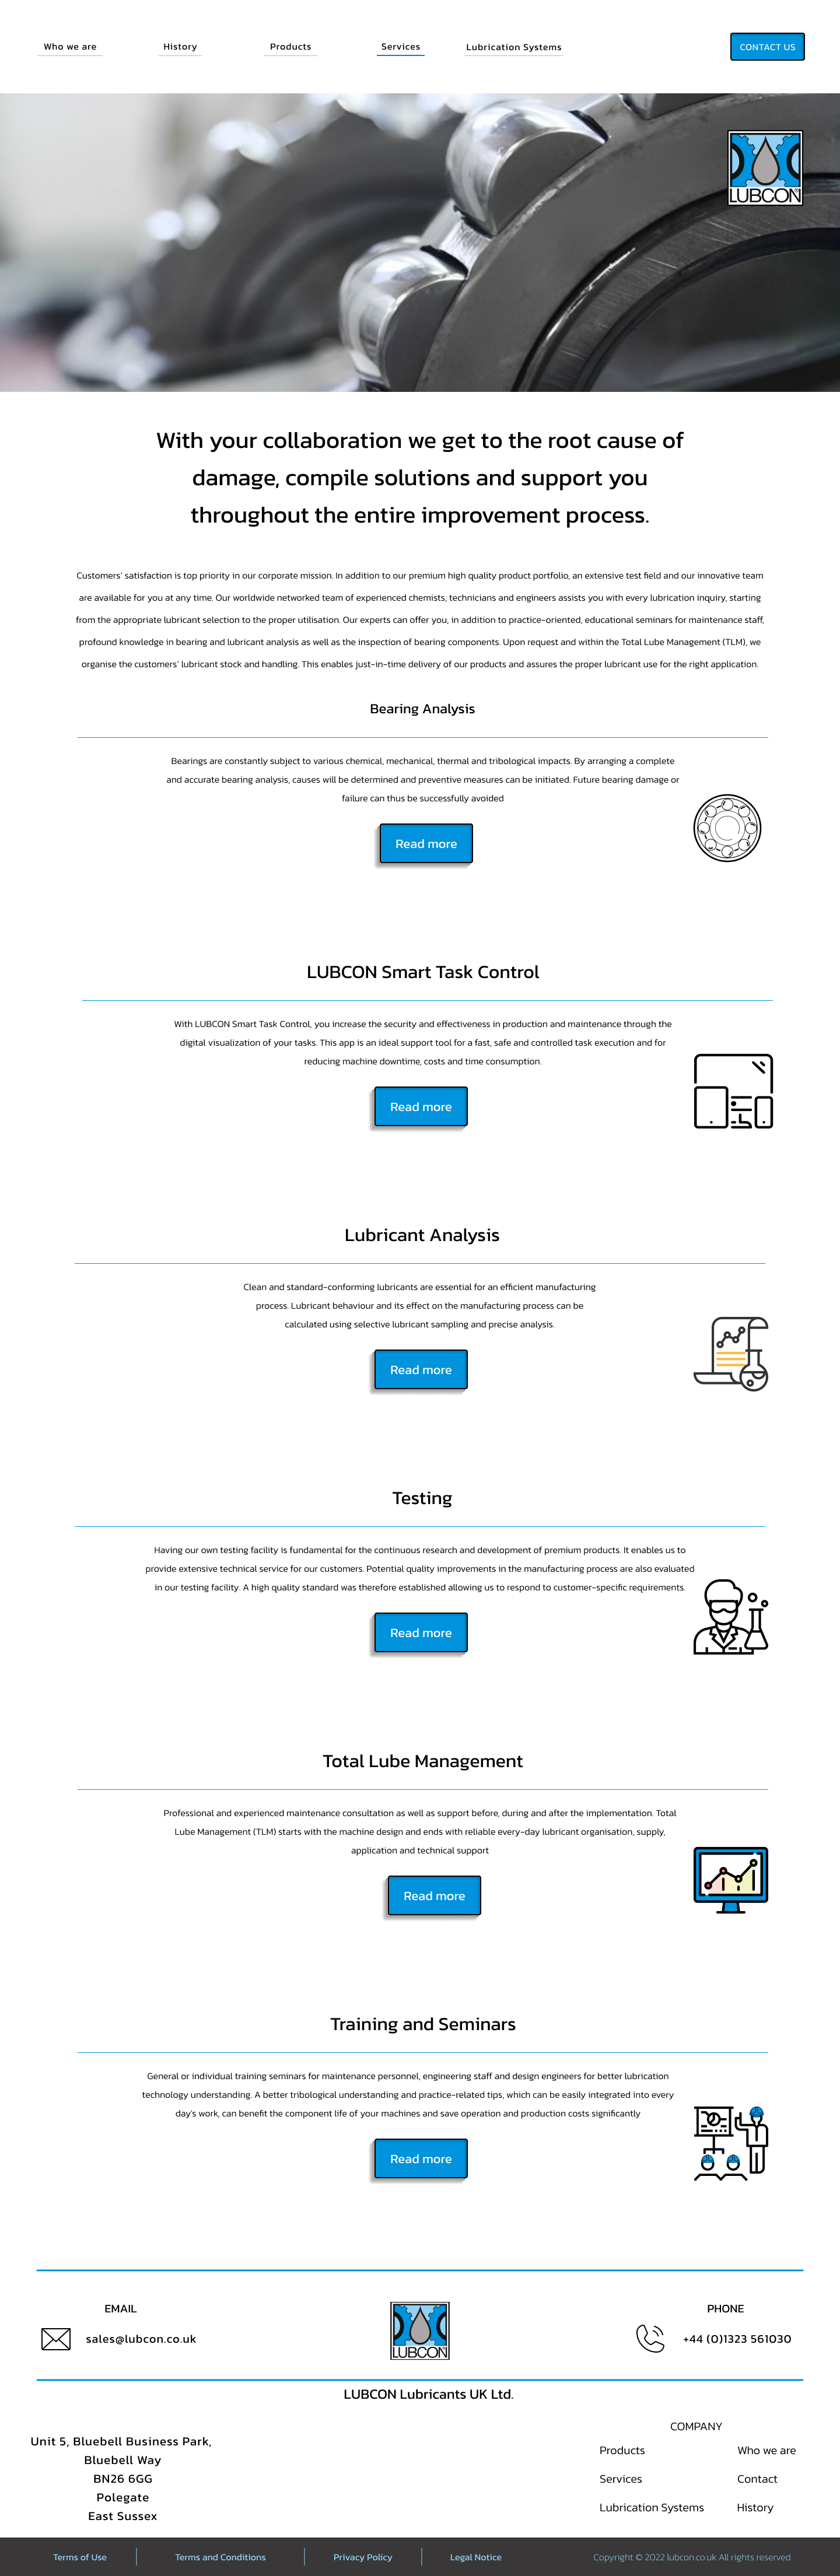 Who we are
History
Products
Services
Lubrication Systems
CONTACT US
LUBCON
With your collaboration we get to the root cause of
damage, compile solutions and support you
throughout the entire improvement process.
Customers' satisfaction is top priority in our corporate mission. In addition to our premium high quality product portfolio, an extensive test field and our innovative team
are available for you at any time. Our worldwide networked team of experienced chemists, technicians and engineers assists you with every lubrication inquiry, starting
from the appropriate lubricant selection to the proper utilisation. Our experts can offer you, in addition to practice-oriented, educational seminars for maintenance staff,
profound knowledge in bearing and lubricant analysis as well as the inspection of bearing components. Upon request and within the Total Lube Management (TLM), we
organise the customers' lubricant stock and handling. This enables just-in-time delivery of our products and assures the proper lubricant use for the right application.
Bearing Analysis
Bearings are constantly subject to various chemical, mechanical, thermal and tribological impacts. By arranging a complete
and accurate bearing analysis, causes will be determined and preventive measures can be initiated. Future bearing damage or
failure can thus be successfully avoided
Read more
LUBCON Smart Task Control
With LUBCON Smart Task Control, you increase the security and effectiveness in production and maintenance through the
digital visualization of your tasks. This app is an ideal support tool for a fast, safe and controlled task execution and for
reducing machine downtime, costs and time consumption.
Read more
Lubricant Analysis
Clean and standard-conforming lubricants are essential for an efficient manufacturing
process. Lubricant behaviour and its effect on the manufacturing process can be
calculated using selective lubricant sampling and precise analysis.
Read more
Testing
Having our own testing facility is fundamental for the continuous research and development of premium products. It enables us to
provide extensive technical service for our customers. Potential quality improvements in the manufacturing process are also evaluated
in our testing facility. A high quality standard was therefore established allowing us to respond to customer-specific requirements.
Read more
Total Lube Management
Professional and experienced maintenance consultation as well as support before, during and after the implementation. Total
Lube Management (TLM) starts with the machine design and ends with reliable every-day lubricant organisation, supply,
application and technical support
Read more
Training and Seminars
General or individual training seminars for maintenance personnel, engineering staff and design engineers for better lubrication
technology understanding. A better tribological understanding and practice-related tips, which can be easily integrated into every
day's work, can benefit the component life of your machines and save operation and production costs significantly
Read more
EMAIL
sales@lubcon.co.uk
LUBCON
PHONE
+44 (0)1323 561030
LUBCON Lubricants UK Ltd.
Unit 5, Bluebell Business Park,
Bluebell Way
BN26 6GG
Polegate
East Sussex
COMPANY
Products
Who we are
Services
Contact
Lubrication Systems
History
Terms of Use
Terms and Conditions
Privacy Policy
Legal Notice
Copyright © 2022 lubcon.co.uk All rights reserved